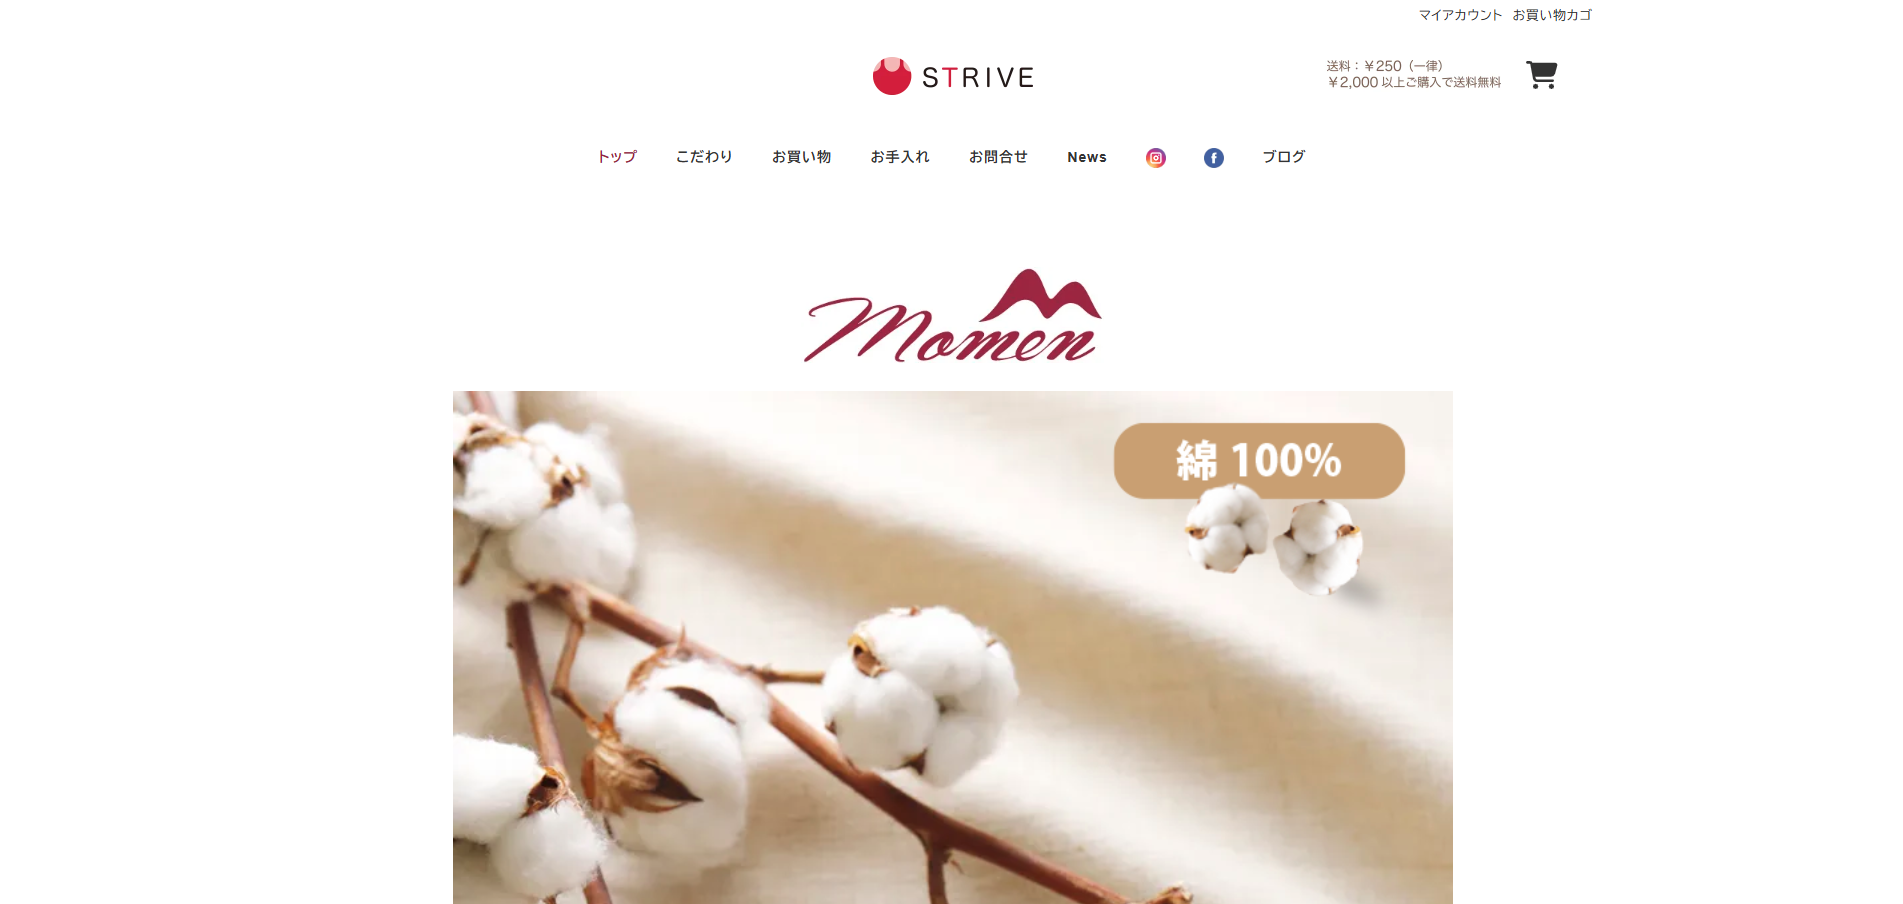 マイアカウント お買い物カゴ
STRIVE
送料：￥250（一律）
￥2,000 以上ご購入で送料無料
トップ こだわり お買い物 お手入れ お問合せ News ブログ
Momen
綿 100%